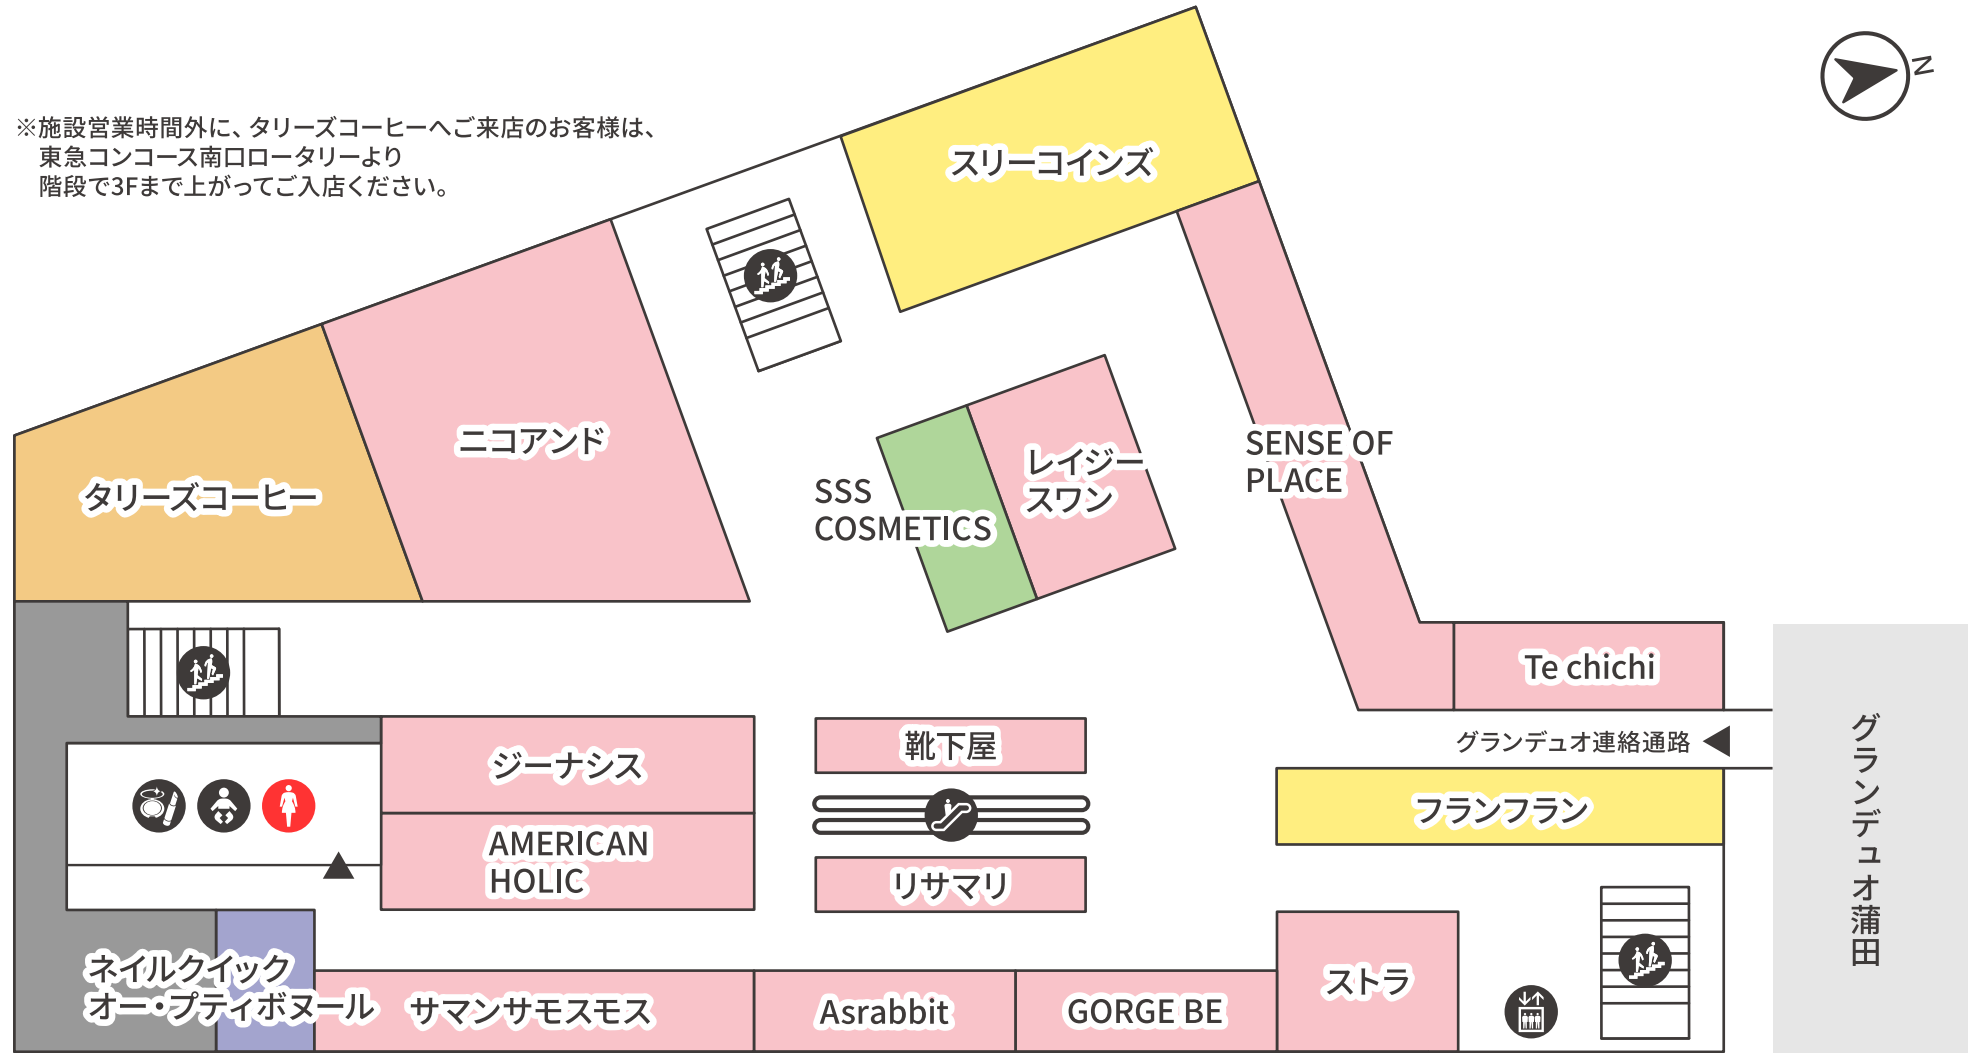 ※施設営業時間外に、タリーズコーヒーへご来店のお客様は、
東急コンコース南口ロータリーより
階段で3Fまで上がってご入店ください。
N
スリーコインズ
ニコアンド
タリーズコーヒー
SSS
COSMETICS
レイジー
スワン
SENSE OF
PLACE
Te chichi
グランデュオ連絡通路
グランデュオ蒲田
ジーナシス
靴下屋
フランフラン
AMERICAN
HOLIC
リサマリ
ネイルクイック
オー・プティボヌール
サマンサモスモス
Asrabbit
GORGE BE
ストラ